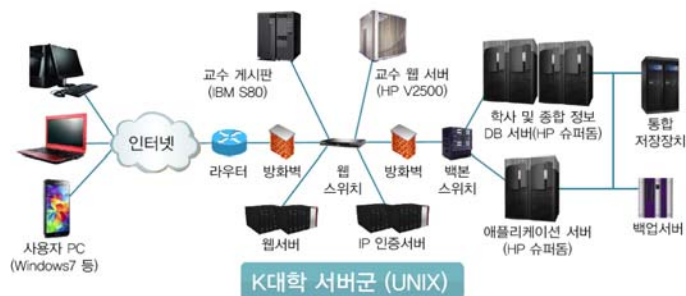 교수 게시판
(IBM S80)
교수 웹 서버
(HP V2500)
인터넷
라우터
방화벽
웹
스위치
방화벽
백본
스위치
학사 및 종합 정보
DB 서버(HP 슈퍼돔)
통합
저장장치
사용자 PC
(Windows7 등)
웹서버
IP 인증서버
애플리케이션 서버
(HP 슈퍼돔)
백업서버
K대학 서버군 (UNIX)